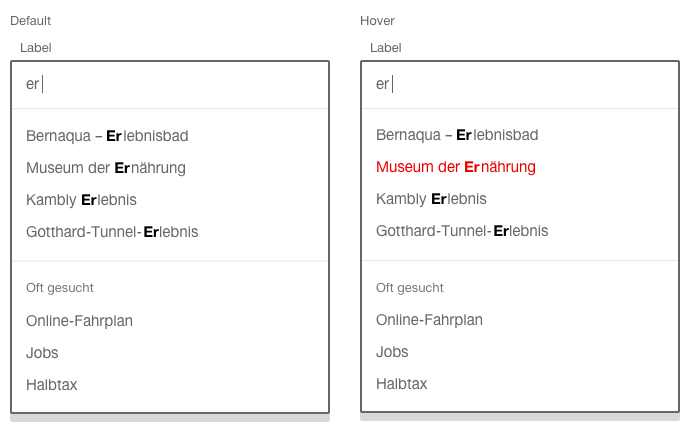 Default
Label
er
Bernaqua – Erlebnisbad
Museum der Ernährung
Kambly Erlebnis
Gotthard-Tunnel-Erlebnis
Oft gesucht
Online-Fahrplan
Jobs
Halbtax
Hover
Label
er
Bernaqua – Erlebnisbad
Museum der Ernährung
Kambly Erlebnis
Gotthard-Tunnel-Erlebnis
Oft gesucht
Online-Fahrplan
Jobs
Halbtax